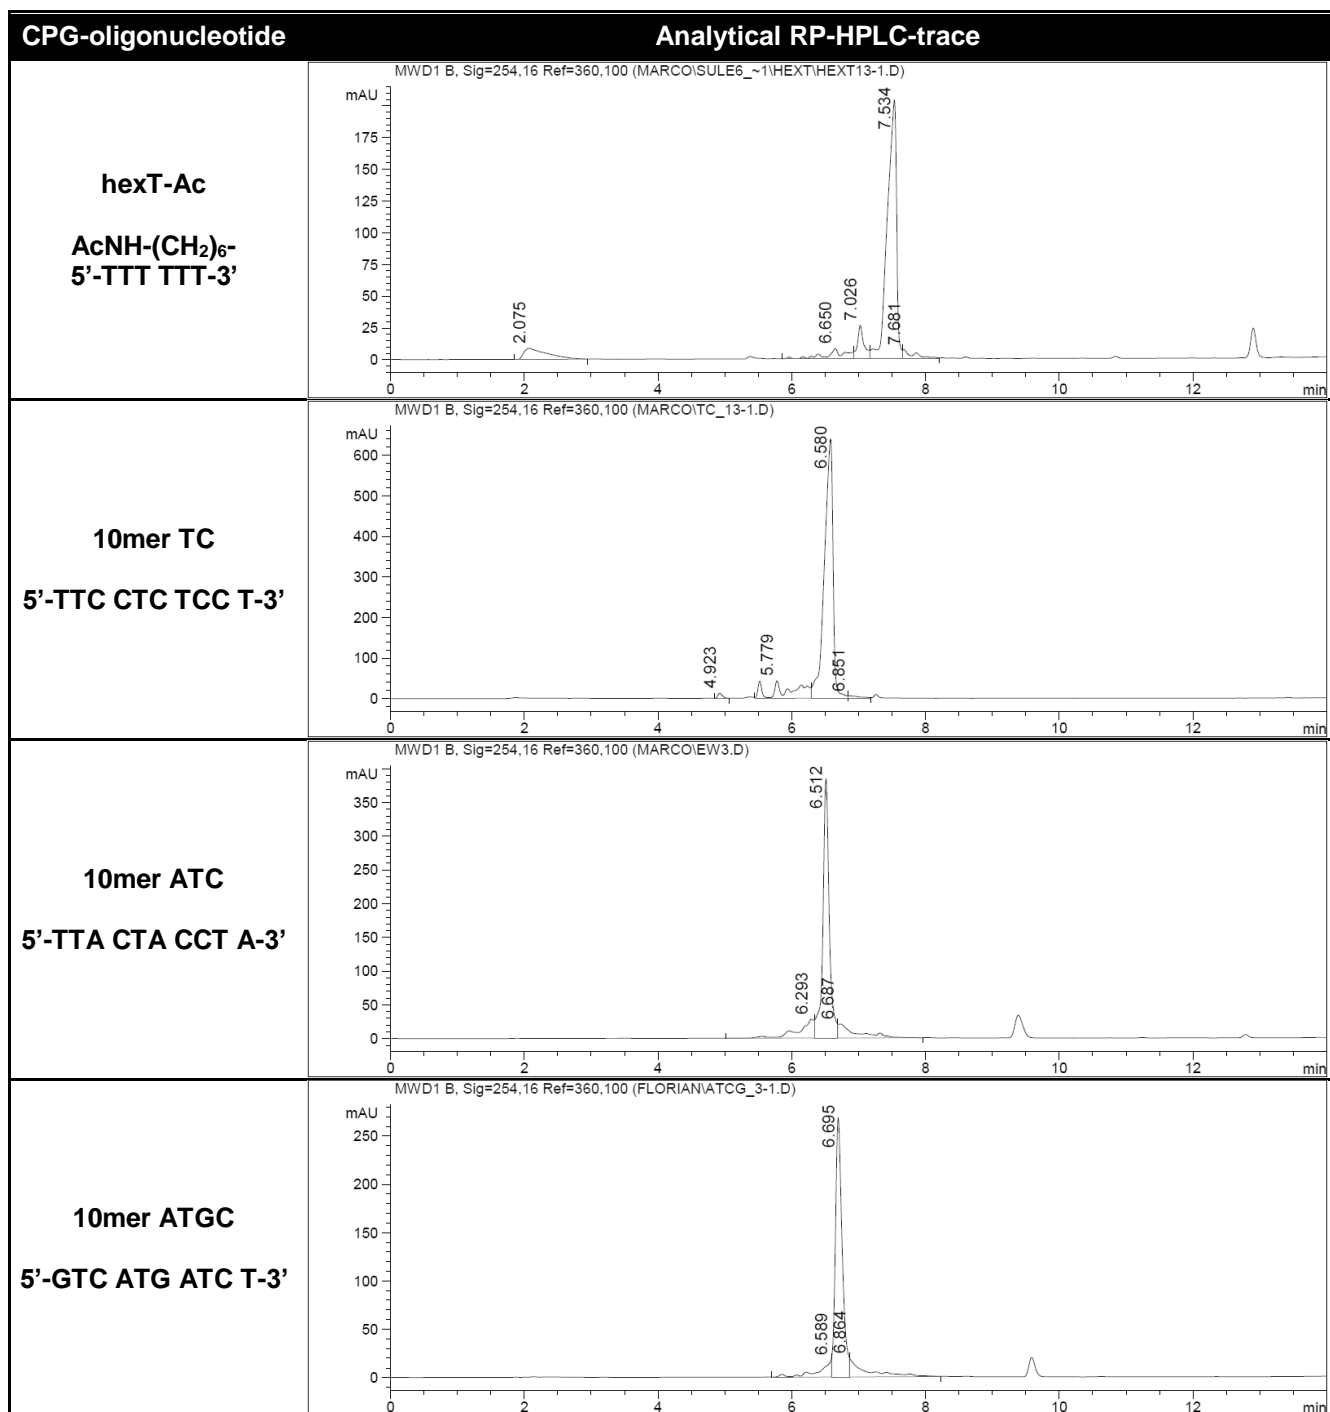 CPG-oligonucleotide Analytical RP-HPLC-trace
MWD1 B, Sig=254,16 Ref=360,100 (MARCO\SULE6_~1\HEXT\HEXT13-1.D)
mAU
175
150
125
100
75
50
25
0
2.075
6.650
7.026
7.534
7.681
0 2 4 6 8 10 12 min
hexT-Ac
AcNH-(CH₂)₆-
5’-TTT TTT-3’
MWD1 B, Sig=254,16 Ref=360,100 (MARCO\TC_13-1.D)
mAU
600
500
400
300
200
100
0
4.923
5.779
6.580
6.851
0 2 4 6 8 10 12 min
10mer TC
5’-TTC CTC TCC T-3’
MWD1 B, Sig=254,16 Ref=360,100 (MARCO\EW3.D)
mAU
350
300
250
200
150
100
50
0
6.293
6.512
6.687
0 2 4 6 8 10 12 min
10mer ATC
5’-TTA CTA CCT A-3’
MWD1 B, Sig=254,16 Ref=360,100 (FLORIAN\ATCG_3-1.D)
mAU
250
200
150
100
50
0
6.589
6.695
6.864
0 2 4 6 8 10 12 min
10mer ATGC
5’-GTC ATG ATC T-3’